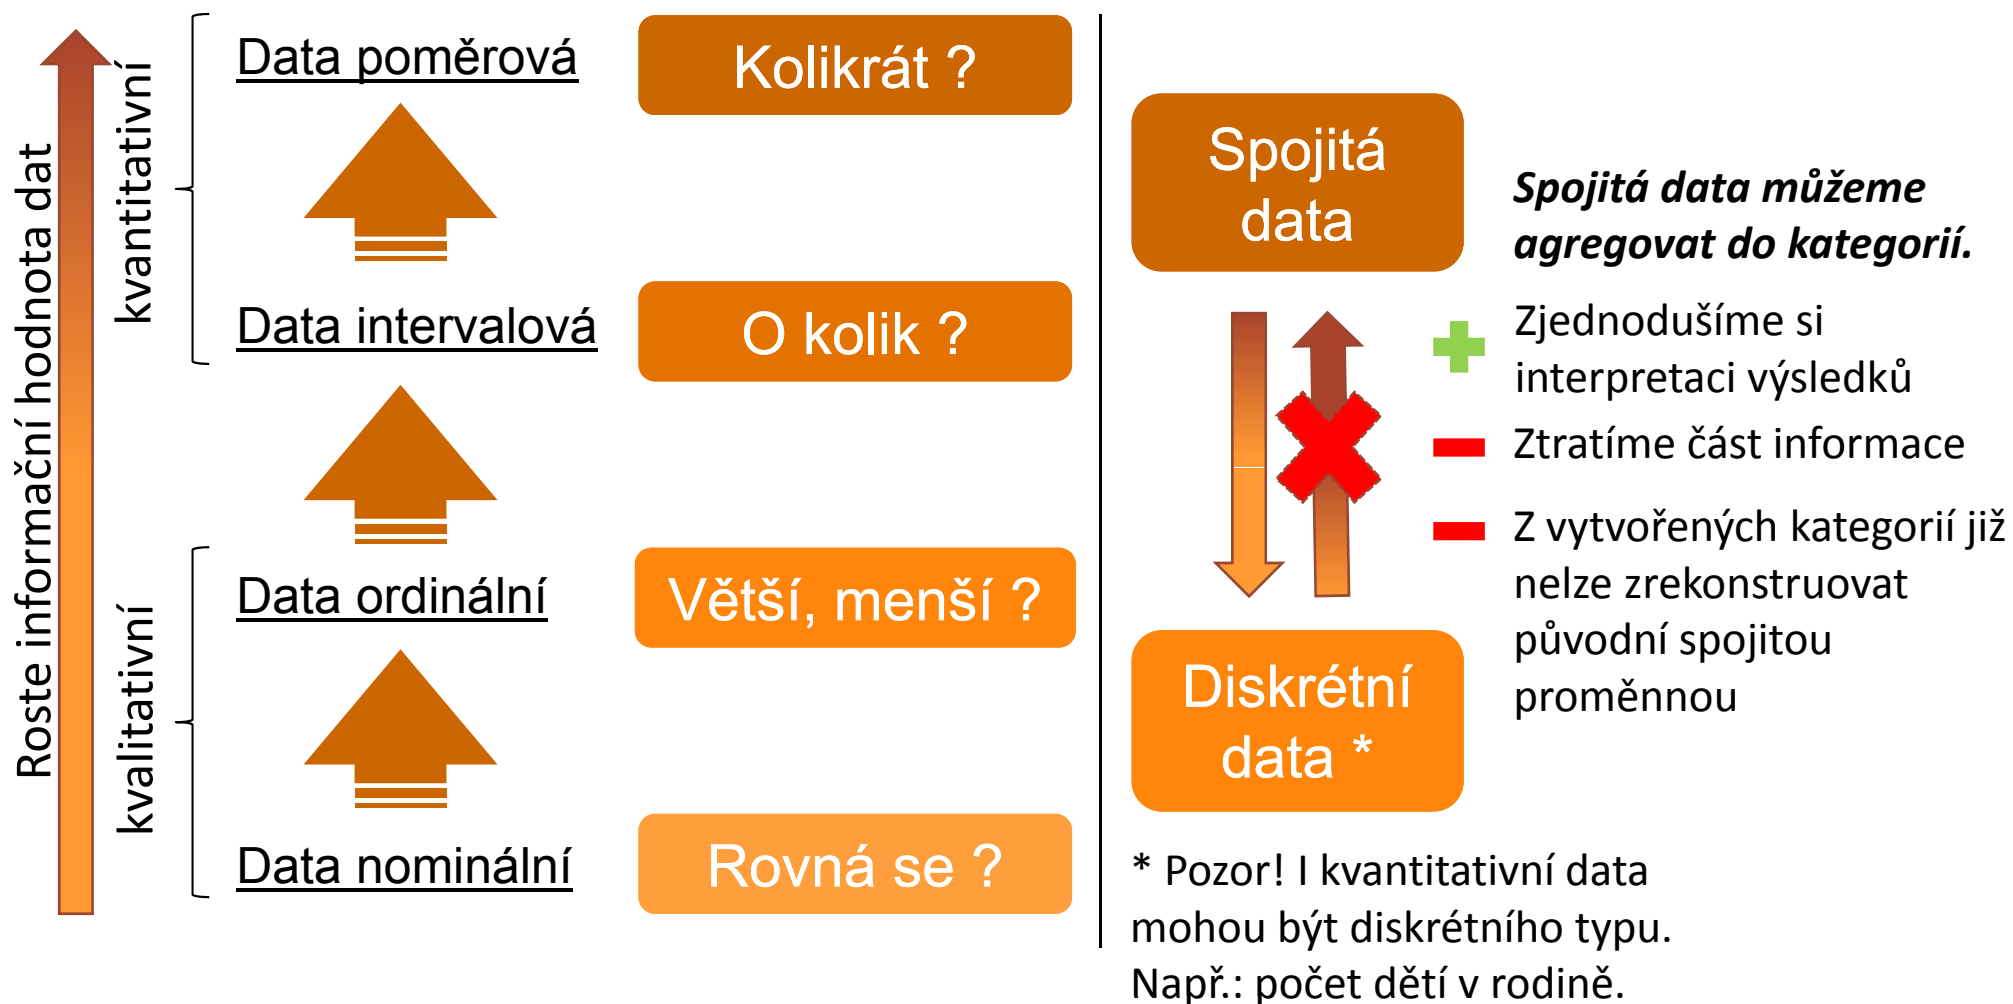 Roste informační hodnota dat
kvantitativní
kvalitativní
Data poměrová
Kolikrát ?
Data intervalová
O kolik ?
Data ordinální
Větší, menší ?
Data nominální
Rovná se ?
Spojitá
data
Diskrétní
data *
Spojitá data můžeme
agregovat do kategorií.
Zjednodušíme si
interpretaci výsledků
Ztratíme část informace
Z vytvořených kategorií již
nelze zrekonstruovat
původní spojitou
proměnnou
* Pozor! I kvantitativní data
mohou být diskrétního typu.
Např.: počet dětí v rodině.